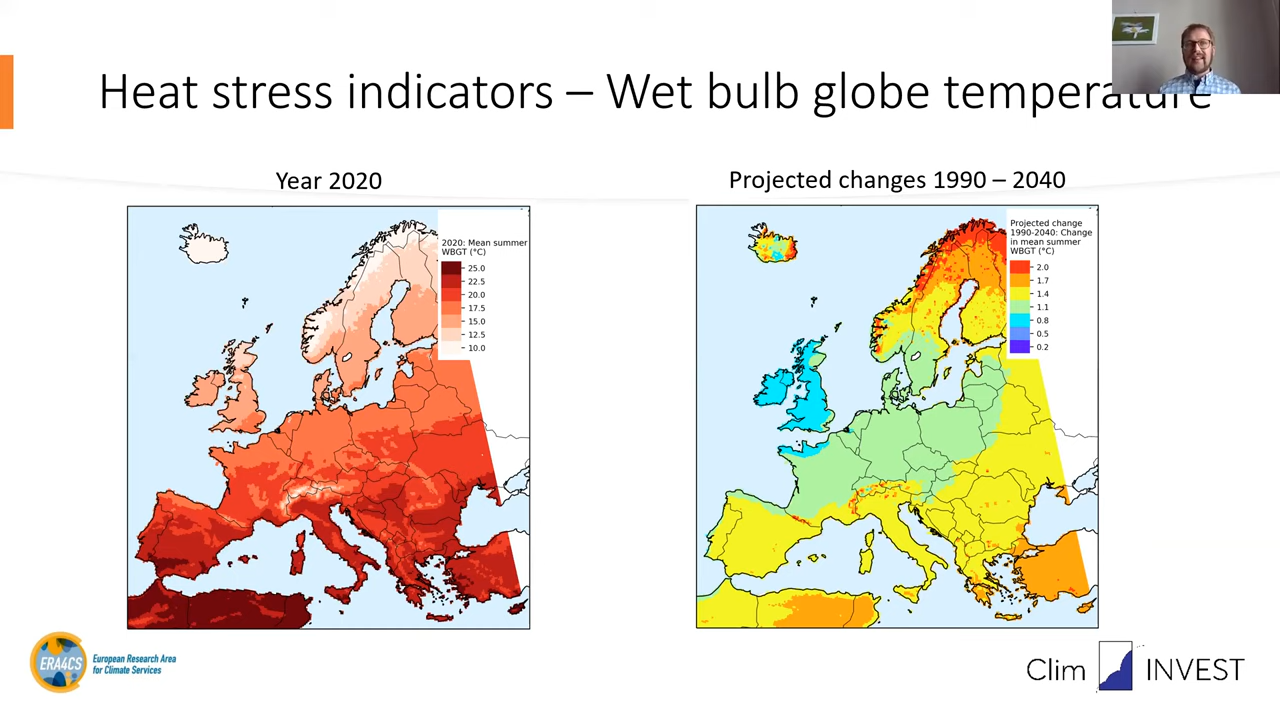 Heat stress indicators – Wet bulb globe temperature
Year 2020
Projected changes 1990 – 2040
2020: Mean summer
WBGT (°C)
25.0
22.5
20.0
17.5
15.0
12.5
10.0
Projected change
1990-2040: Change
in mean summer
WBGT (°C)
2.0
1.7
1.4
1.1
0.8
0.5
0.2
ERA4CS
European Research Area
for Climate Services
Clim INVEST